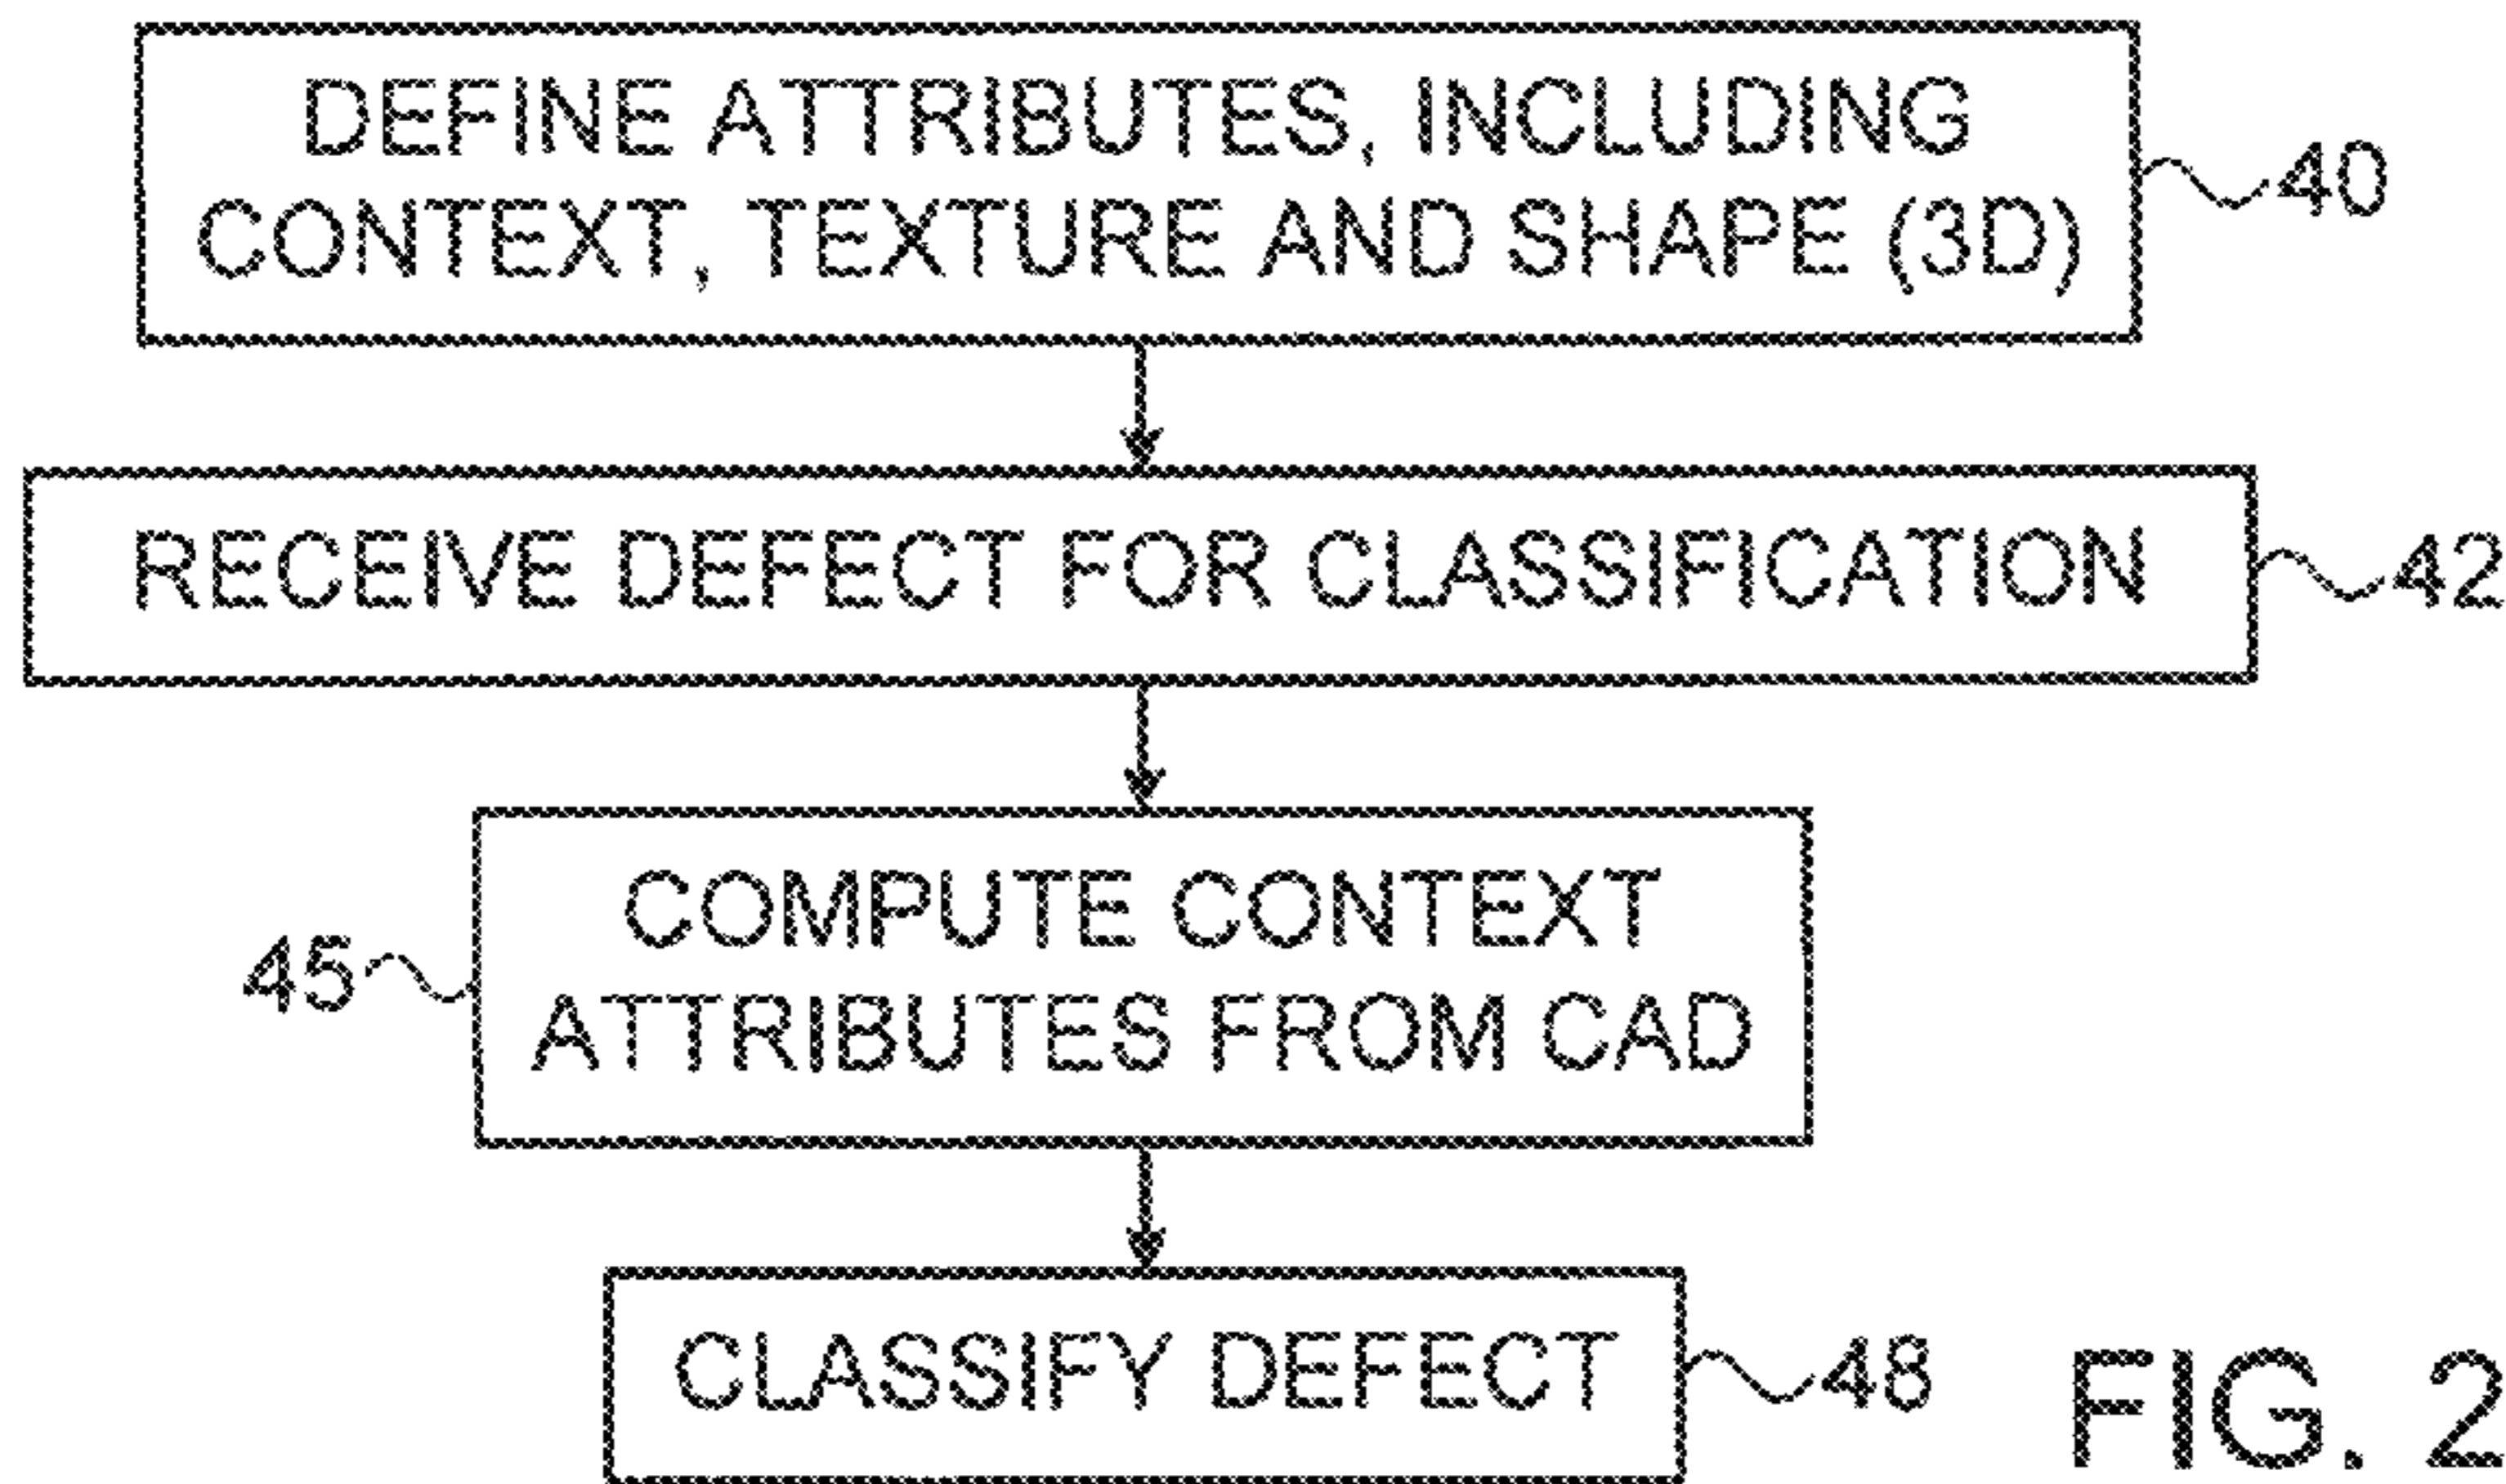 DEFINE ATTRIBUTES, INCLUDING
CONTEXT, TEXTURE AND SHAPE (3D)
40
RECEIVE DEFECT FOR CLASSIFICATION
42
COMPUTE CONTEXT
ATTRIBUTES FROM CAD
45
CLASSIFY DEFECT
48
FIG. 2